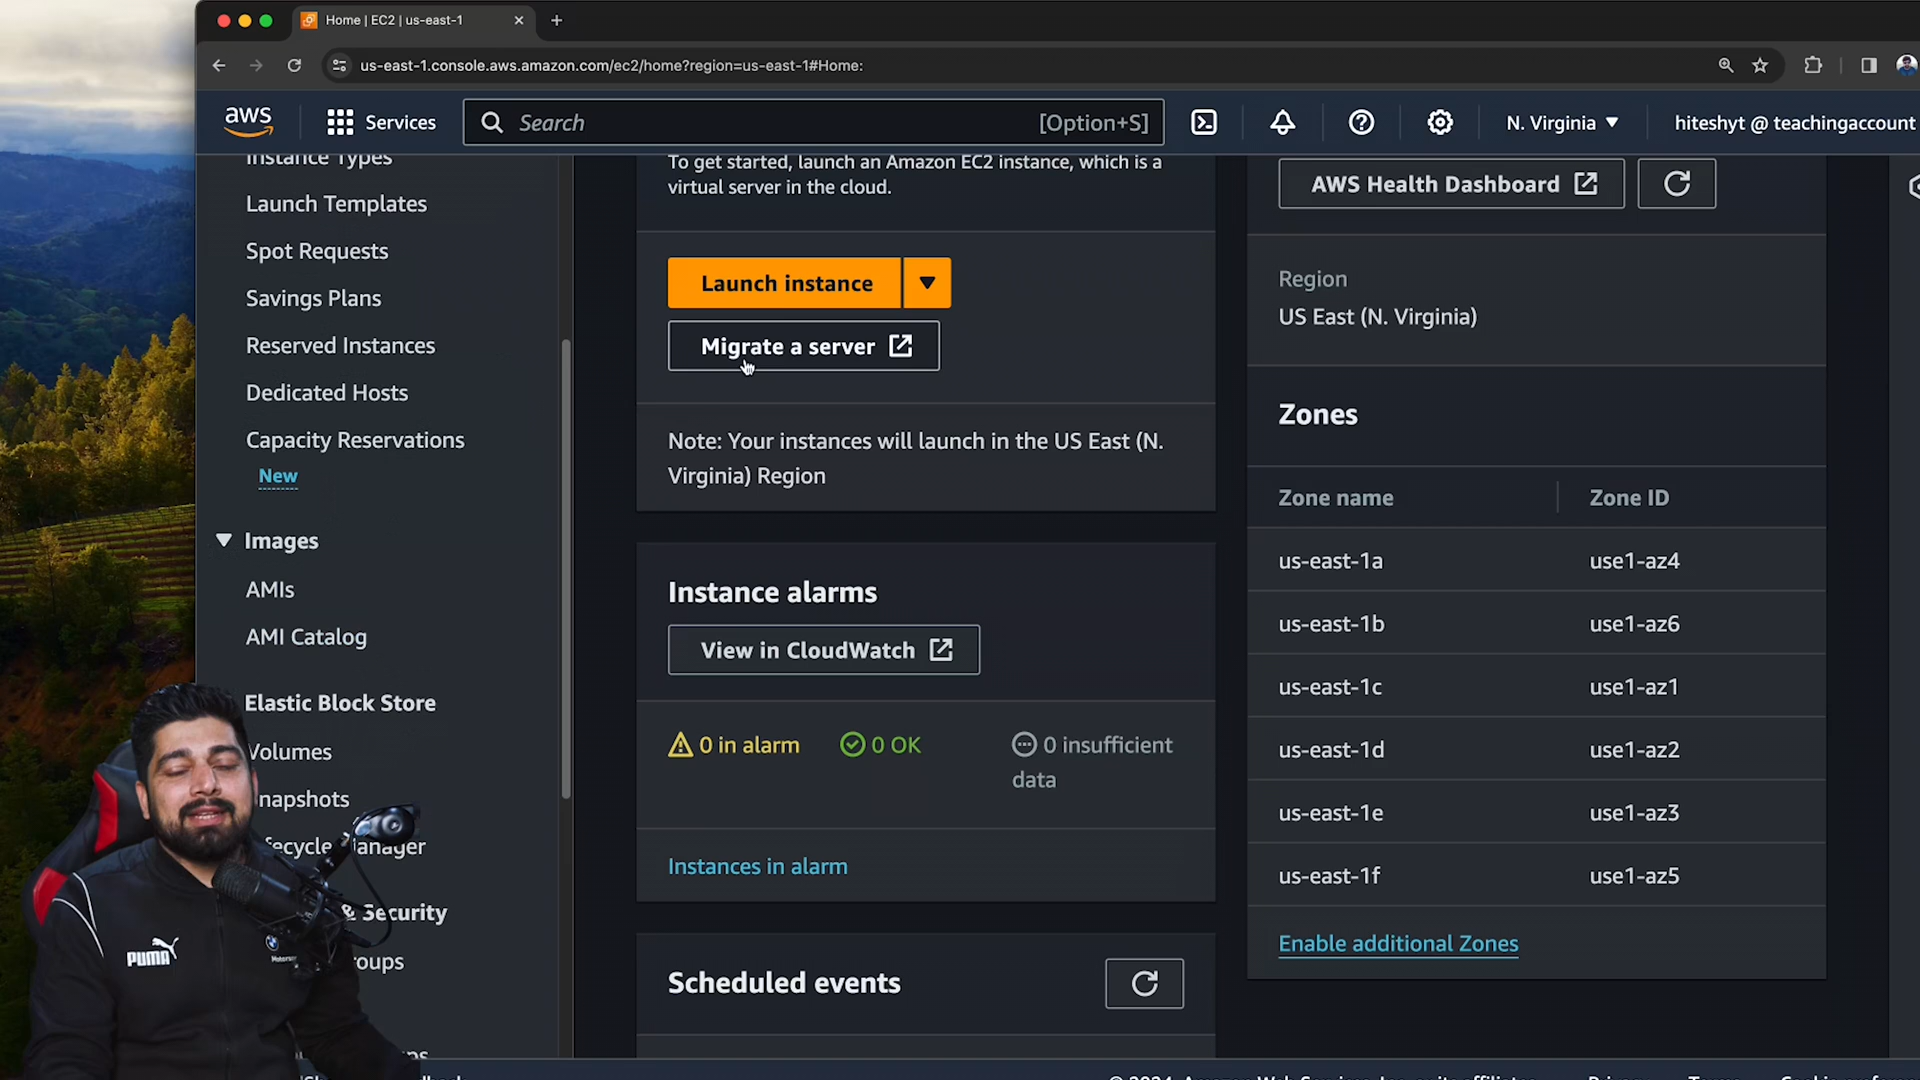 Home | EC2 | us-east-1
us-east-1.console.aws.amazon.com/ec2/home?region=us-east-1#Home:
aws
Services
Search
[Option+S]
N. Virginia
hiteshyt @ teachingaccount
Instance Types
Launch Templates
Spot Requests
Savings Plans
Reserved Instances
Dedicated Hosts
Capacity Reservations
New
Images
AMIs
AMI Catalog
Elastic Block Store
Volumes
napshots
fecycle Manager
& Security
roups
To get started, launch an Amazon EC2 instance, which is a
virtual server in the cloud.
Launch instance
Migrate a server
Note: Your instances will launch in the US East (N.
Virginia) Region
Instance alarms
View in CloudWatch
0 in alarm
0 OK
0 insufficient
data
Instances in alarm
Scheduled events
AWS Health Dashboard
Region
US East (N. Virginia)
Zones
Zone name
Zone ID
us-east-1a
use1-az4
us-east-1b
use1-az6
us-east-1c
use1-az1
us-east-1d
use1-az2
us-east-1e
use1-az3
us-east-1f
use1-az5
Enable additional Zones
PUMA